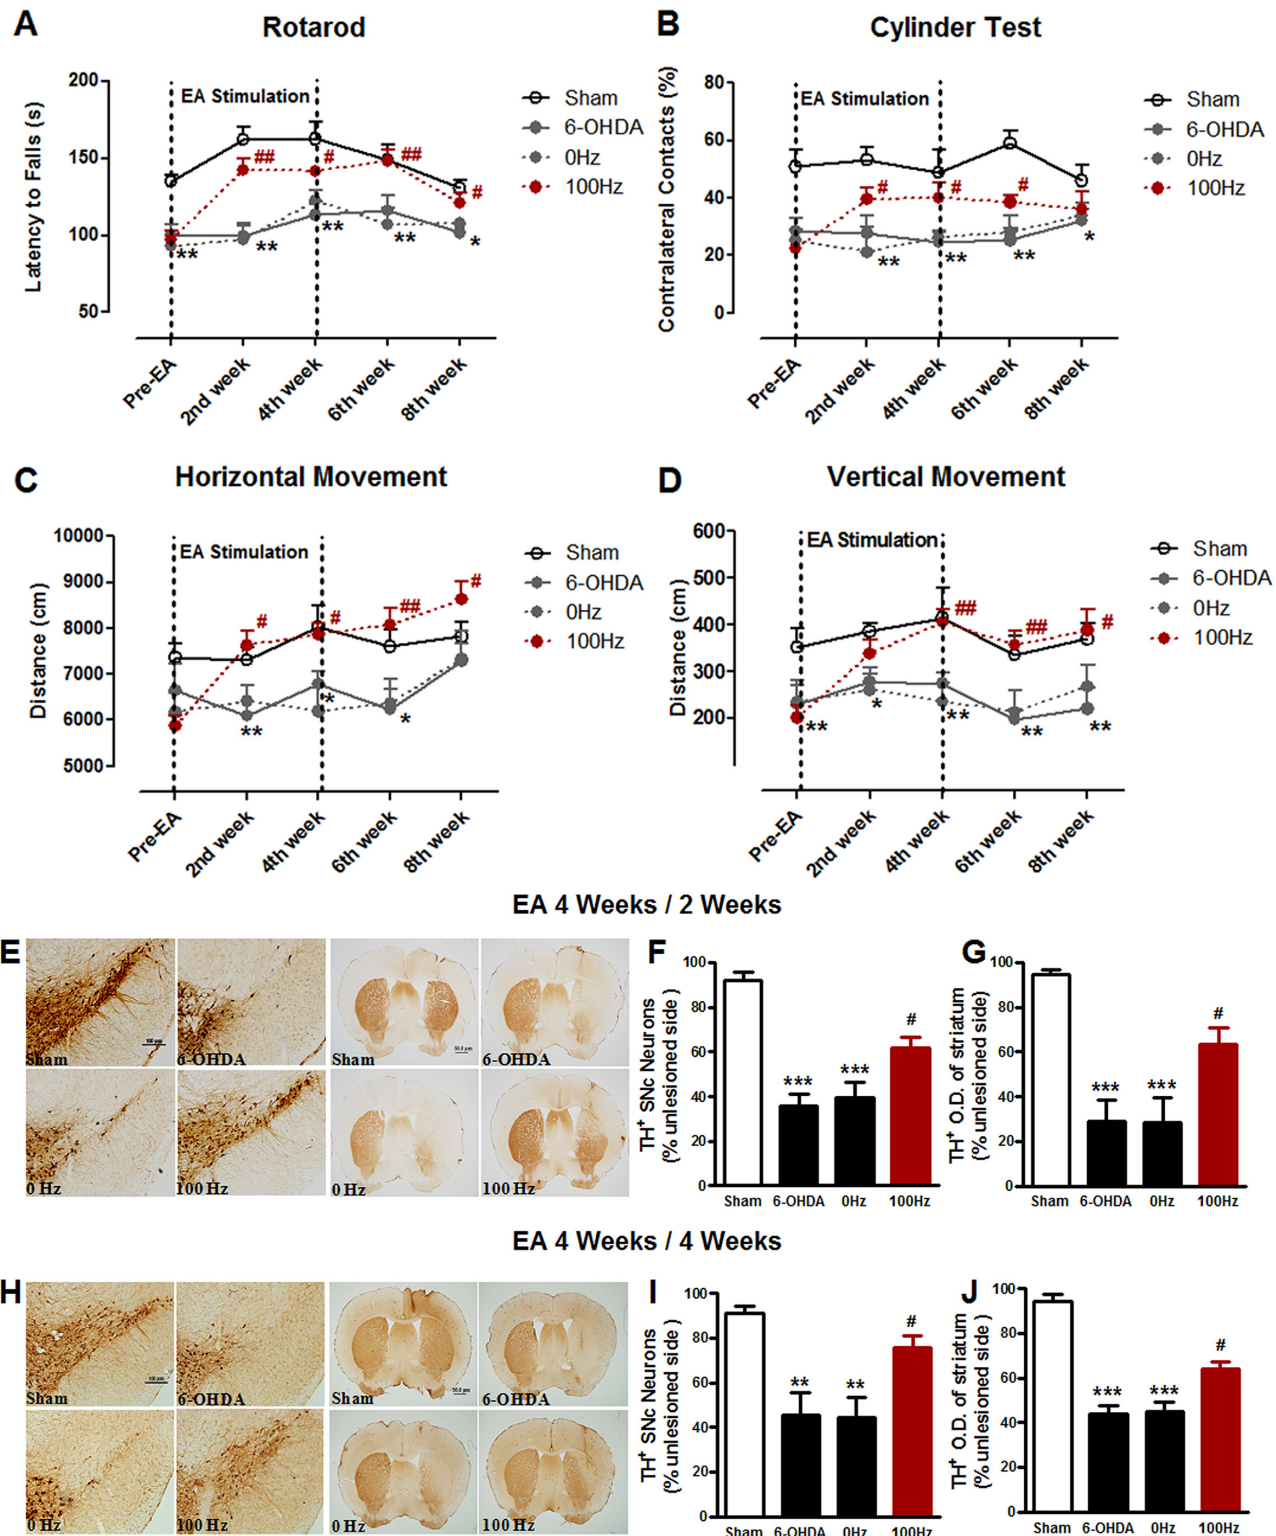 A
Rotarod
Latency to Falls (s)
200
150
100
50
EA Stimulation
Sham
6-OHDA
0Hz
100Hz
##
#
##
#
**
**
**
**
*
Pre-EA
2nd week
4th week
6th week
8th week
B
Cylinder Test
Contralateral Contacts (%)
80
60
40
20
0
EA Stimulation
Sham
6-OHDA
0Hz
100Hz
#
#
#
**
**
**
*
Pre-EA
2nd week
4th week
6th week
8th week
C
Horizontal Movement
Distance (cm)
10000
9000
8000
7000
6000
5000
EA Stimulation
Sham
6-OHDA
0Hz
100Hz
#
#
##
#
**
*
*
Pre-EA
2nd week
4th week
6th week
8th week
D
Vertical Movement
Distance (cm)
600
500
400
300
200
EA Stimulation
Sham
6-OHDA
0Hz
100Hz
##
##
#
**
*
**
**
**
Pre-EA
2nd week
4th week
6th week
8th week
EA 4 Weeks / 2 Weeks
E
Sham
100 μm
6-OHDA
Sham
50.0 μm
6-OHDA
0 Hz
100 Hz
0 Hz
100 Hz
F
TH+ SNc Neurons
(% unlesioned side )
100
80
60
40
20
0
***
***
#
Sham
6-OHDA
0Hz
100Hz
G
TH+ O.D. of striatum
(% unlesioned side)
100
80
60
40
20
0
***
***
#
Sham
6-OHDA
0Hz
100Hz
EA 4 Weeks / 4 Weeks
H
Sham
100 μm
6-OHDA
Sham
50.0 μm
6-OHDA
0 Hz
100 Hz
0 Hz
100 Hz
I
TH+ SNc Neurons
(% unlesioned side )
100
80
60
40
20
0
**
**
#
Sham
6-OHDA
0Hz
100Hz
J
TH+ O.D. of striatum
(% unlesioned side )
100
80
60
40
20
0
***
***
#
Sham
6-OHDA
0Hz
100Hz